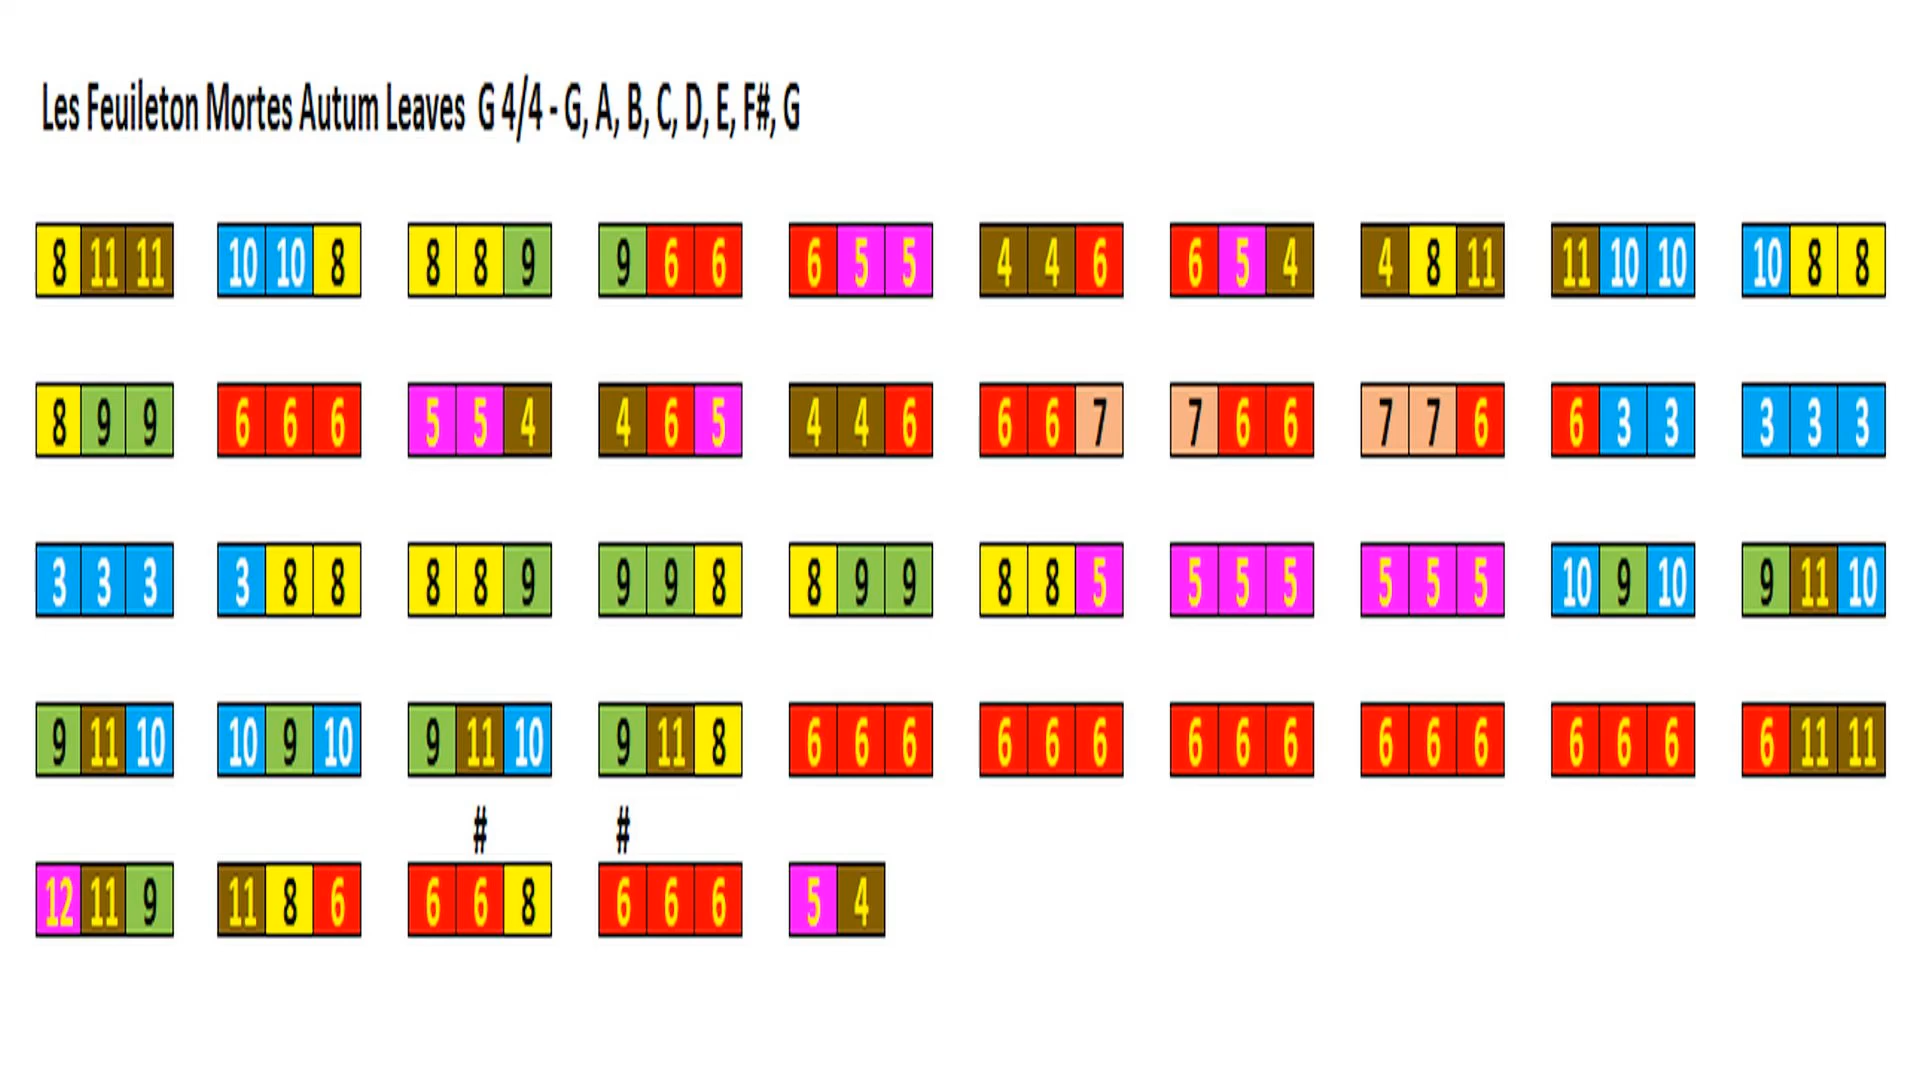 Les Feuileton Mortes Autum Leaves G 4/4 - G, A, B, C, D, E, F#, G
8 11 11 10 10 8 8 8 9 9 6 6 6 5 5 4 4 6 6 5 4 4 8 11 11 10 10 10 8 8
8 9 9 6 6 6 5 5 4 4 6 5 4 4 6 6 6 7 7 6 6 7 7 6 6 3 3 3 3 3
3 3 3 3 8 8 8 8 9 9 9 8 8 9 9 8 8 5 5 5 5 5 5 5 10 9 10 9 11 10
9 11 10 10 9 10 9 11 10 9 11 8 6 6 6 6 6 6 6 6 6 6 6 6 6 6 6 6 11 11
# #
12 11 9 11 8 6 6 6 8 6 6 6 5 4